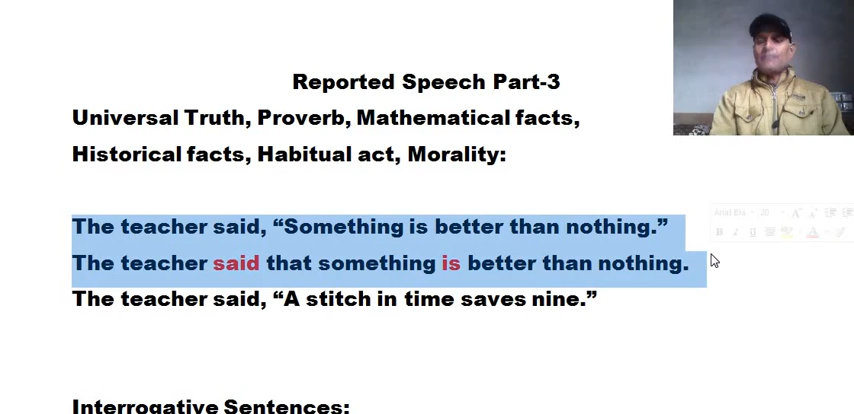 Reported Speech Part-3
Universal Truth, Proverb, Mathematical facts,
Historical facts, Habitual act, Morality:
The teacher said, “Something is better than nothing.”
The teacher said that something is better than nothing.
The teacher said, “A stitch in time saves nine.”
Interrogative Sentences: